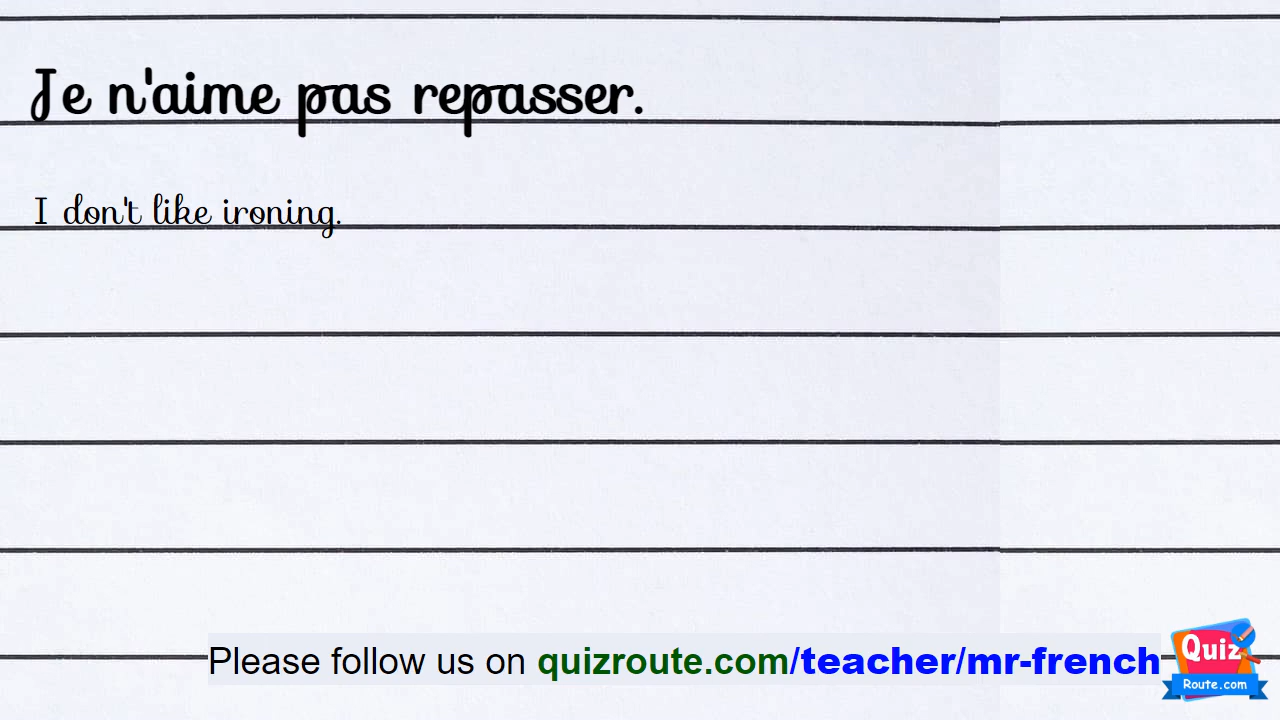 Je n'aime pas repasser.
I don't like ironing.
Please follow us on quizroute.com/teacher/mr-french
Quiz
Route.com